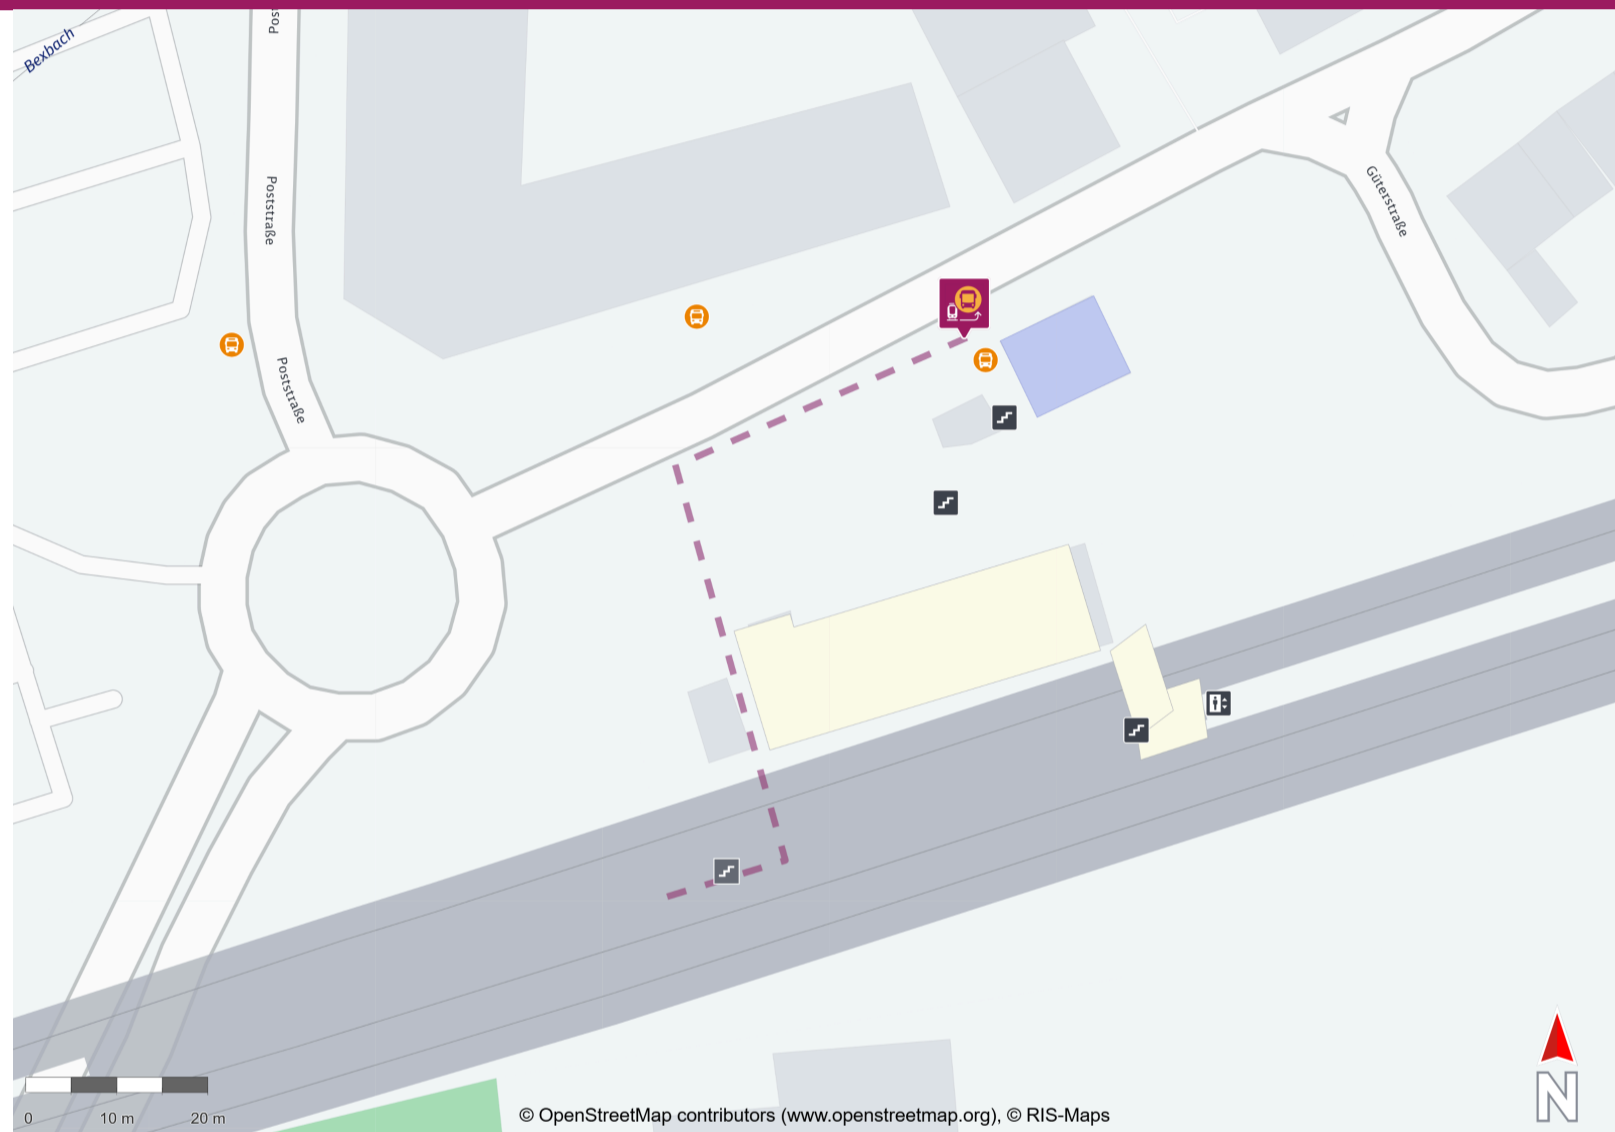 Bexbach
Pos
Poststraße
Güterstraße
Poststraße
0 10 m 20 m
© OpenStreetMap contributors (www.openstreetmap.org), © RIS-Maps
N